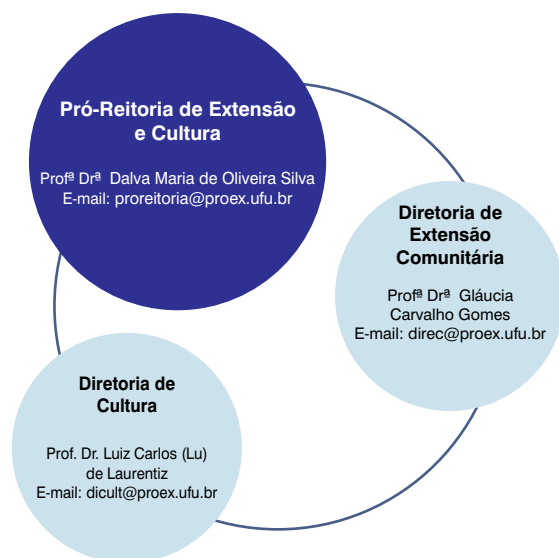 Pró-Reitoria de Extensão
e Cultura
Profª Drª Dalva Maria de Oliveira Silva
E-mail: proreitoria@proex.ufu.br
Diretoria de
Extensão
Comunitária
Profª Drª Gláucia
Carvalho Gomes
E-mail: direc@proex.ufu.br
Diretoria de
Cultura
Prof. Dr. Luiz Carlos (Lu)
de Laurentiz
E-mail: dicult@proex.ufu.br